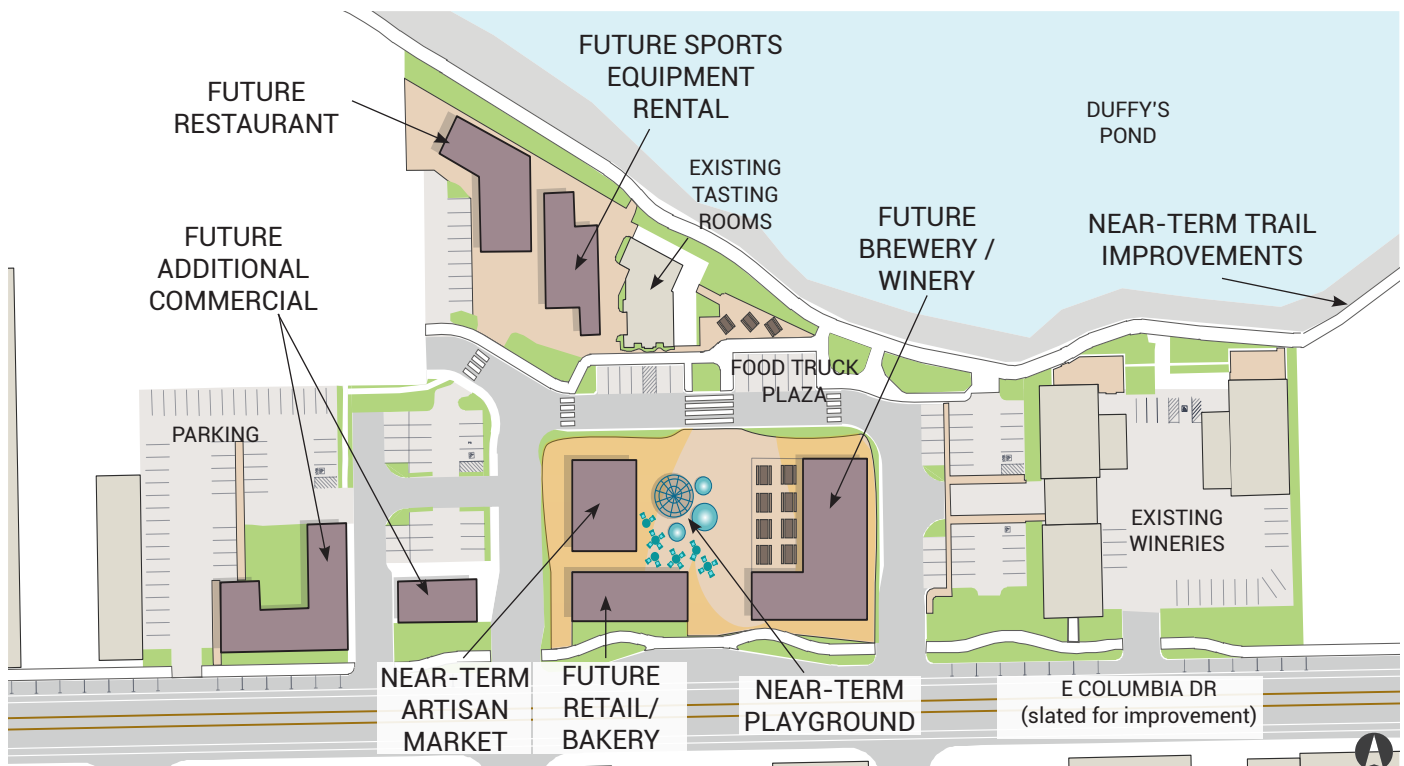 FUTURE
RESTAURANT
FUTURE SPORTS
EQUIPMENT
RENTAL
DUFFY'S
POND
EXISTING
TASTING
ROOMS
FUTURE
BREWERY /
WINERY
NEAR-TERM TRAIL
IMPROVEMENTS
FUTURE
ADDITIONAL
COMMERCIAL
FOOD TRUCK
PLAZA
PARKING
EXISTING
WINERIES
NEAR-TERM
ARTISAN
MARKET
FUTURE
RETAIL/
BAKERY
NEAR-TERM
PLAYGROUND
E COLUMBIA DR
(slated for improvement)